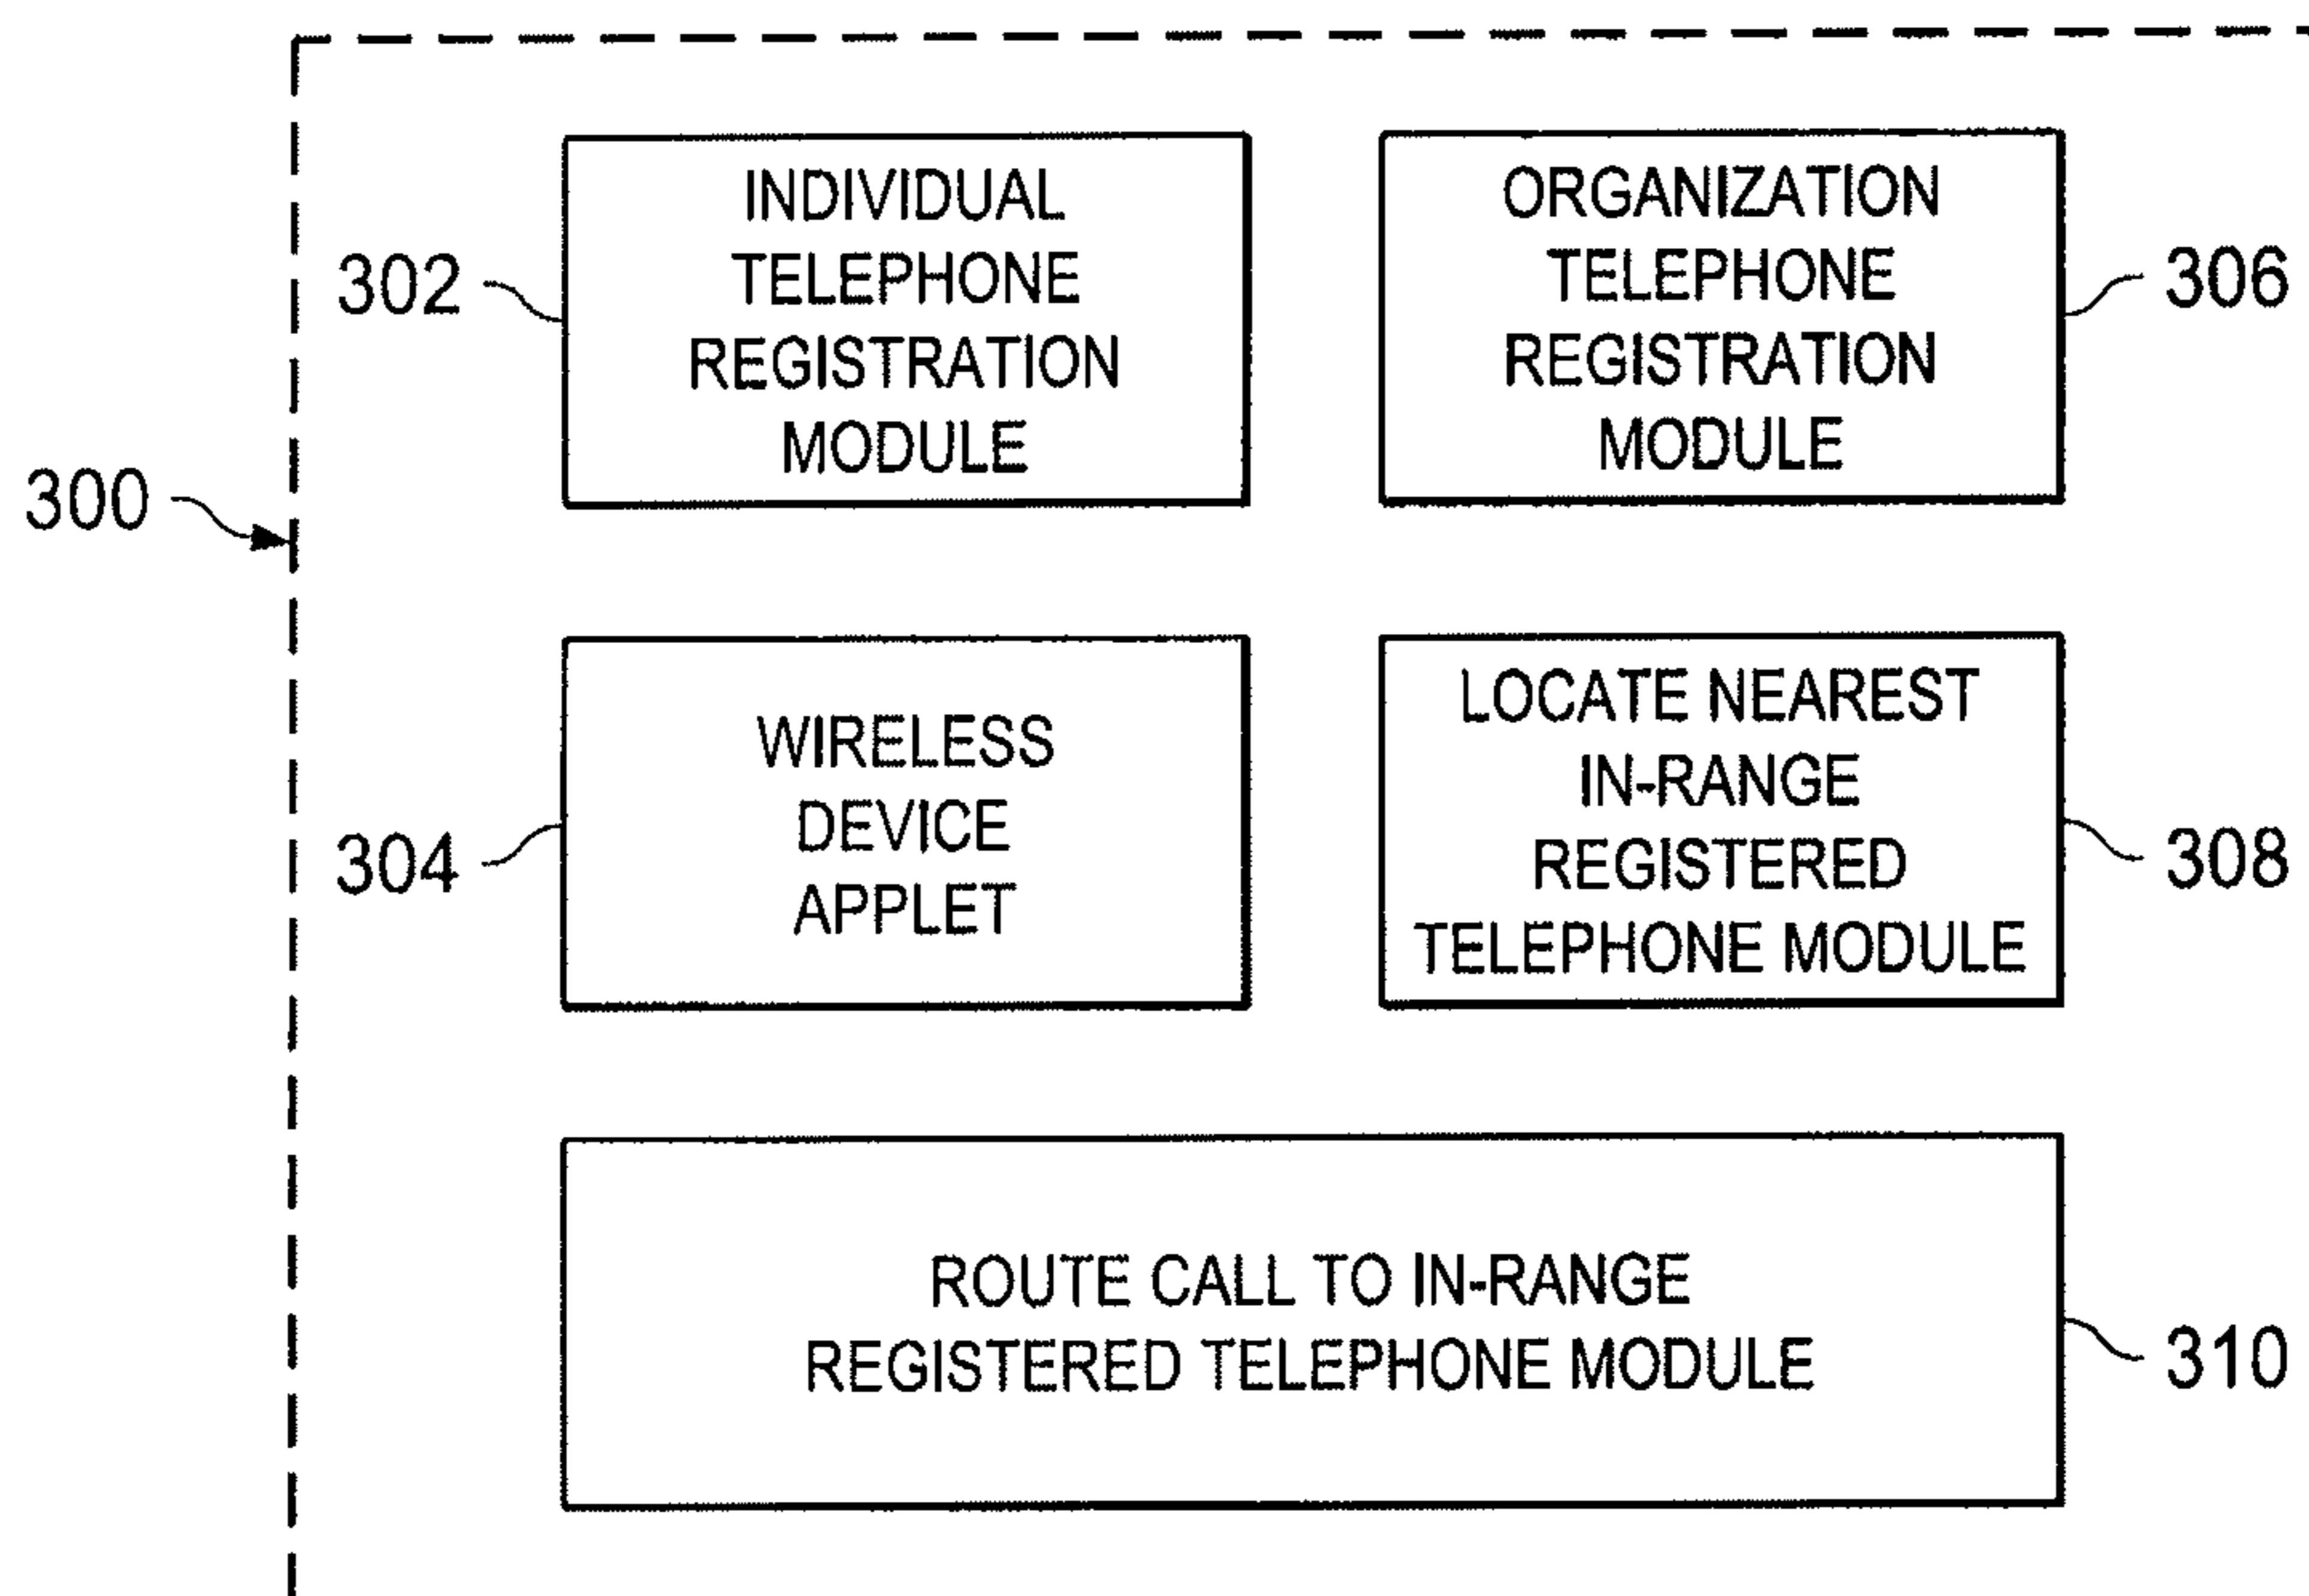 INDIVIDUAL
TELEPHONE
REGISTRATION
MODULE
302
ORGANIZATION
TELEPHONE
REGISTRATION
MODULE
306
300
WIRELESS
DEVICE
APPLET
304
LOCATE NEAREST
IN-RANGE
REGISTERED
TELEPHONE MODULE
308
ROUTE CALL TO IN-RANGE
REGISTERED TELEPHONE MODULE
310